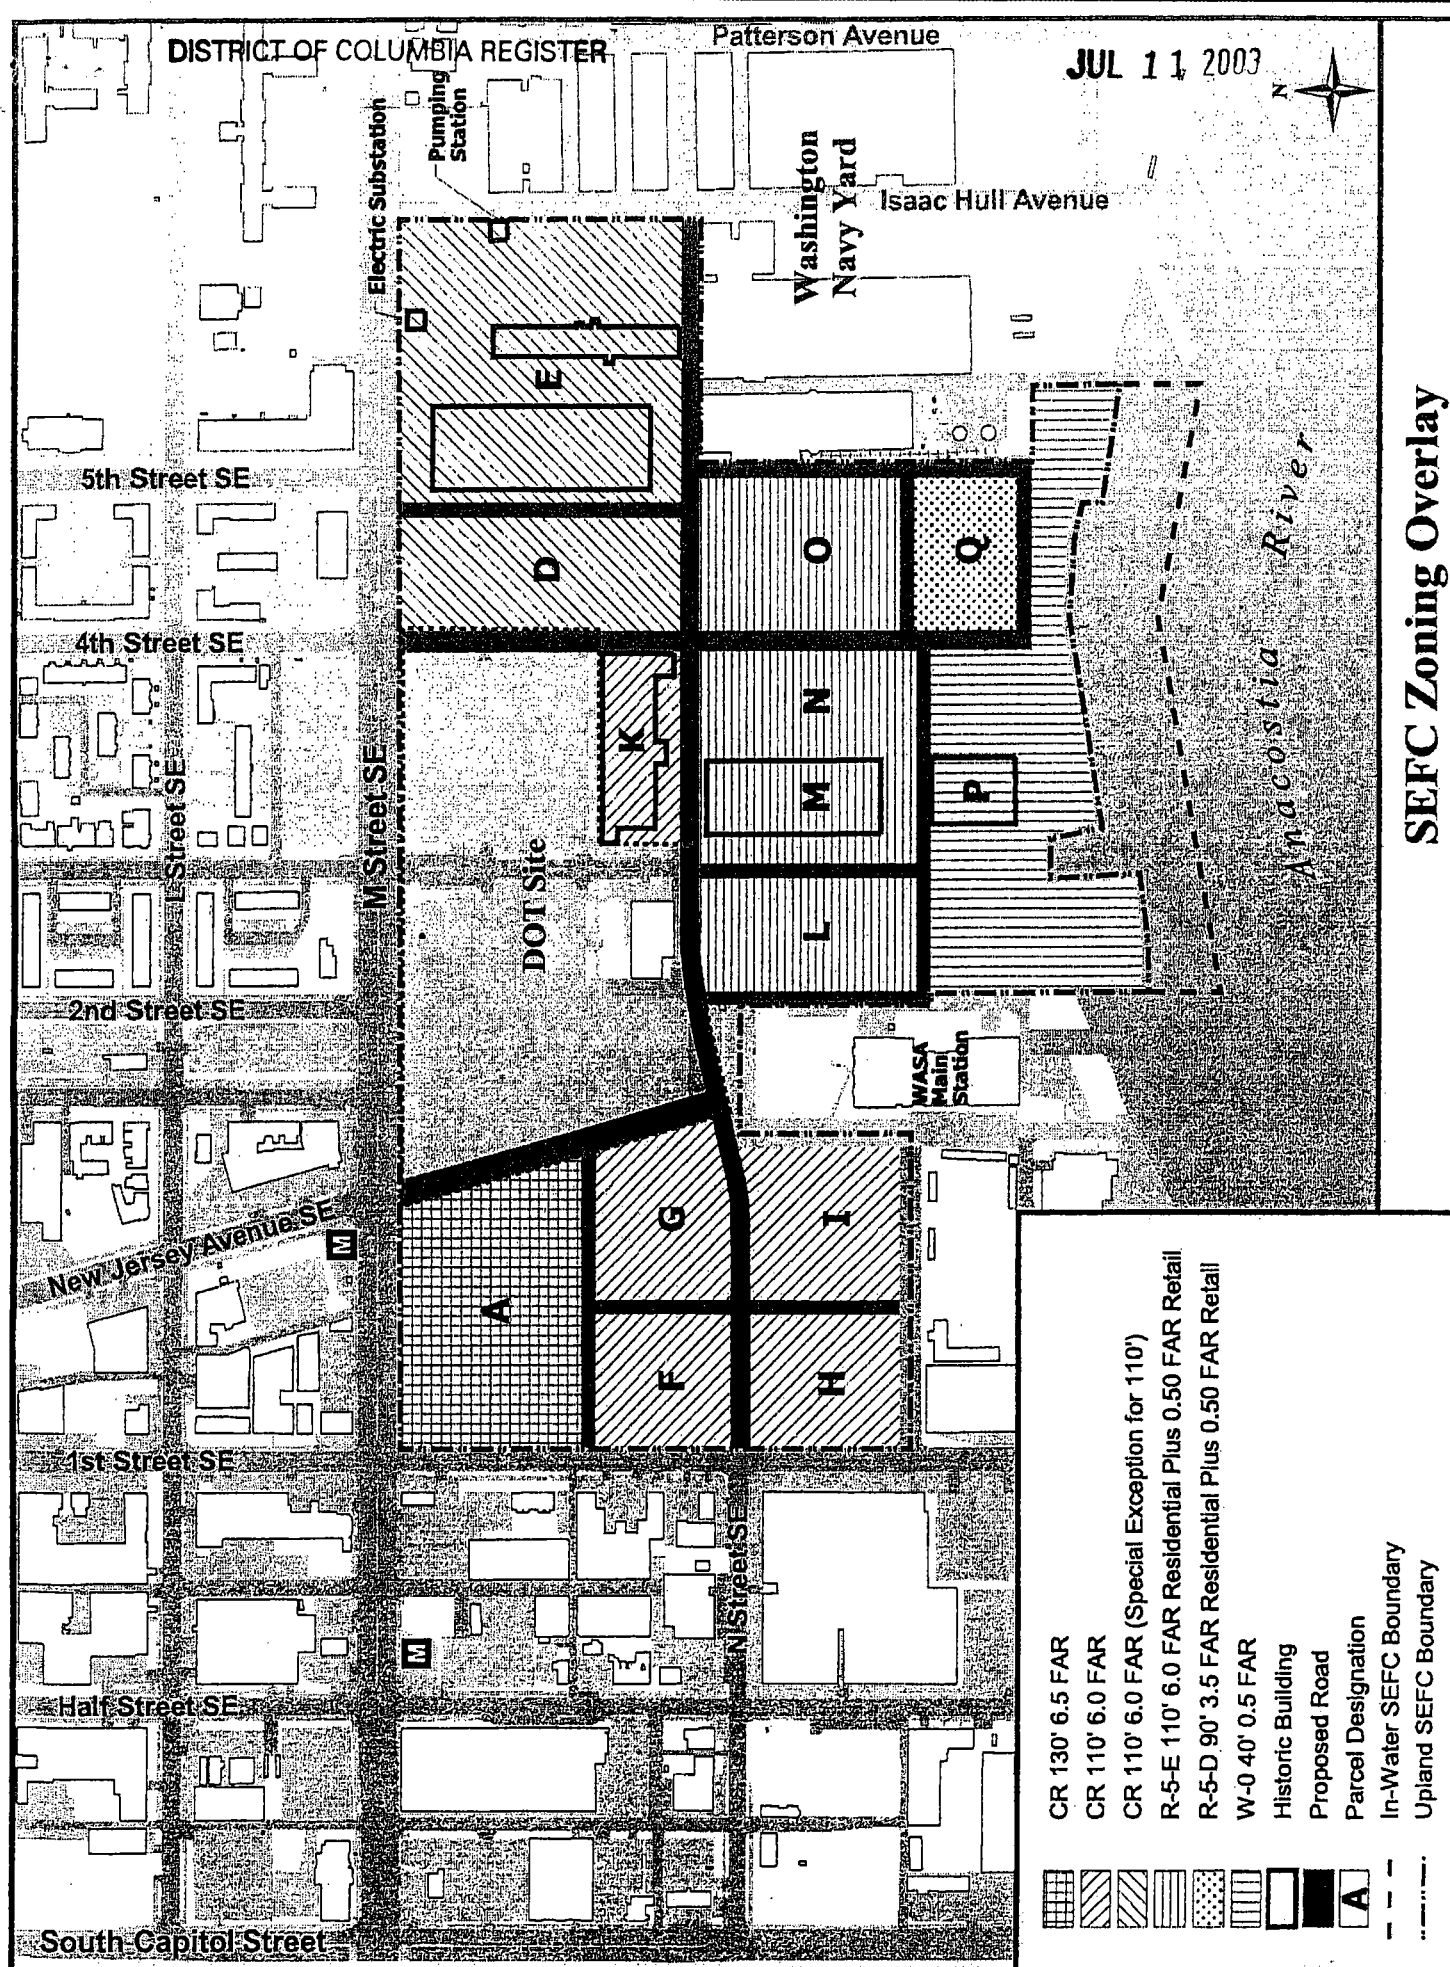 DISTRICT OF COLUMBIA REGISTER
JUL 11 2003
Patterson Avenue
N
Pumping
Station
Electric Substation
Washington
Navy Yard
Isaac Hull Avenue
5th Street SE
4th Street SE
L Street SE
M Street SE
2nd Street SE
New Jersey Avenue SE
M
1st Street SE
M
N Street SE
Half Street SE
South Capitol Street
DOT Site
WASA
Main
Station
Anacostia River
E
D
K
O
Q
N
M
P
L
A
G
I
F
H
SEFC Zoning Overlay
CR 130' 6.5 FAR
CR 110' 6.0 FAR
CR 110' 6.0 FAR (Special Exception for 110')
R-5-E 110' 6.0 FAR Residential Plus 0.50 FAR Retail
R-5-D 90' 3.5 FAR Residential Plus 0.50 FAR Retail
W-0 40' 0.5 FAR
Historic Building
Proposed Road
A Parcel Designation
In-Water SEFC Boundary
Upland SEFC Boundary